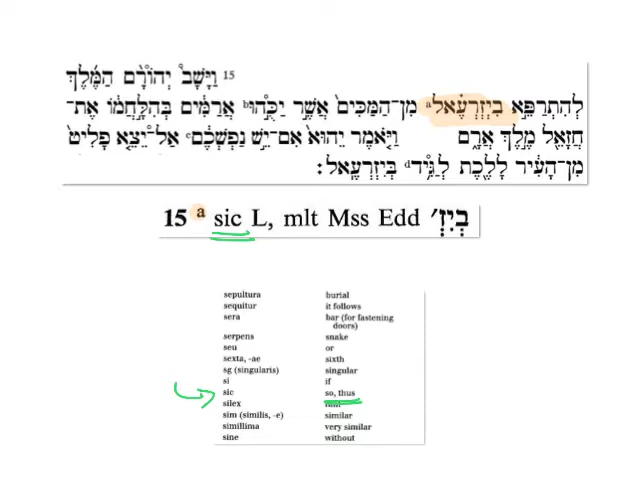 15 וַיָּשָׁב֩ יְהוֹרָ֨ם הַמֶּ֜לֶךְ
לְהִתְרַפֵּ֣א בִיזְרְעֶ֗אל a מִן־הַמַּכִּים֙ אֲשֶׁ֣ר יַכֻּ֣הוּ b אֲרַמִּ֔ים בְּהִלָּ֣חֲמ֔וֹ אֶת־
חֲזָאֵ֖ל מֶ֣לֶךְ אֲרָ֑ם וַיֹּ֤אמֶר יֵהוּא֙ אִם־יֵ֣שׁ נַפְשְׁכֶ֔ם c אַל־יֵצֵ֤א פָלִיט֙
מִן־הָעִ֔יר לָלֶ֖כֶת לַגִּ֥יד d בְּיִזְרְעֶֽאל׃
15 a sic L, mlt Mss Edd בְיִזְ׳
sepultura burial
sequitur it follows
sera bar (for fastening
doors)
serpens snake
seu or
sexta, -ae sixth
sg (singularis) singular
si if
sic so, thus
silex
sim (similis, -e) similar
simillima very similar
sine without